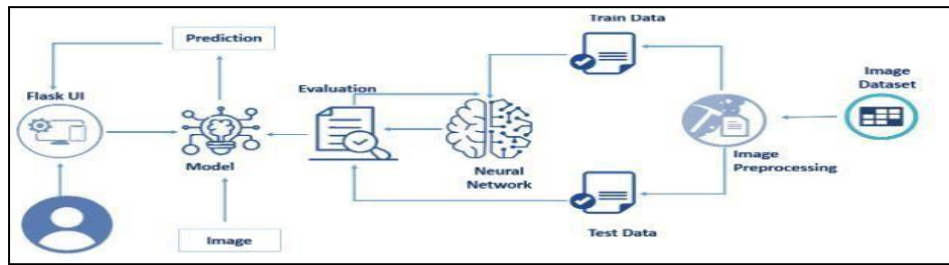 Train Data
Prediction
Image
Dataset
Flask UI
Evaluation
Model
Neural
Network
Image
Preprocessing
Image
Test Data